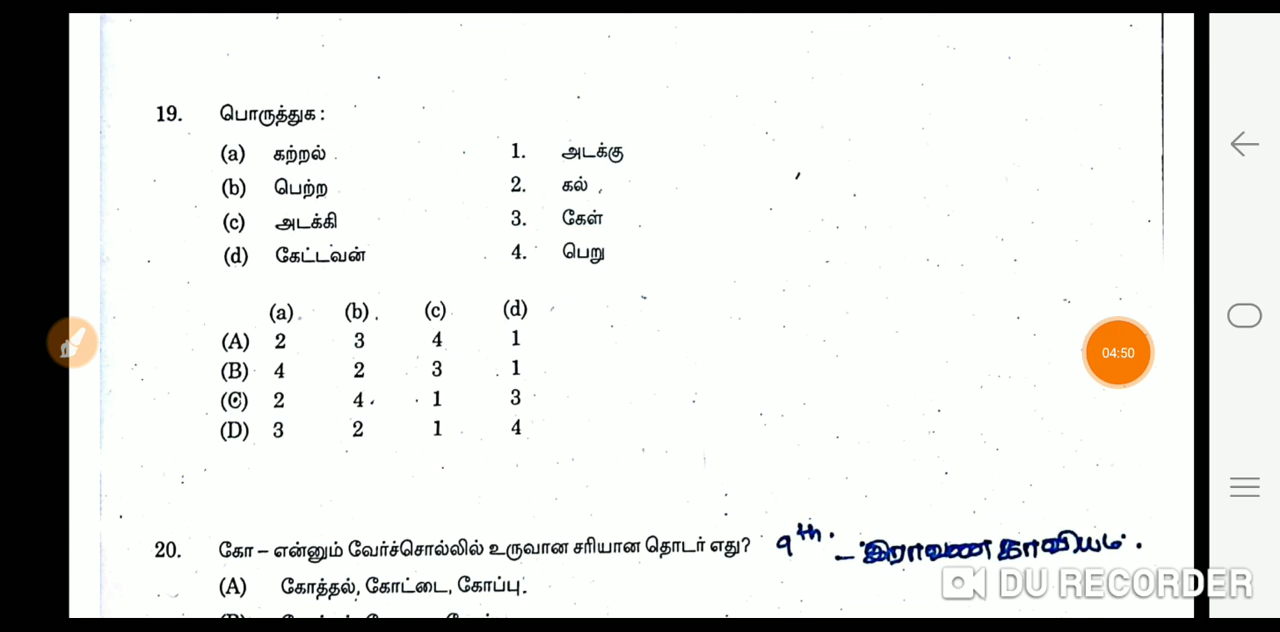 19. பொருத்துக :
(a) கற்றல் 1. அடக்கு
(b) பெற்ற 2. கல்
(c) அடக்கி 3. கேள்
(d) கேட்டவன் 4. பெறு
(a) (b) (c) (d)
(A) 2 3 4 1
(B) 4 2 3 1
(C) 2 4 1 3
(D) 3 2 1 4
04:50
20. கோ – என்னும் வேர்ச்சொல்லில் உருவான சரியான தொடர் எது? 9th. – இராவண காவியம்.
(A) கோத்தல், கோட்டை, கோப்பு.
DU RECORDER